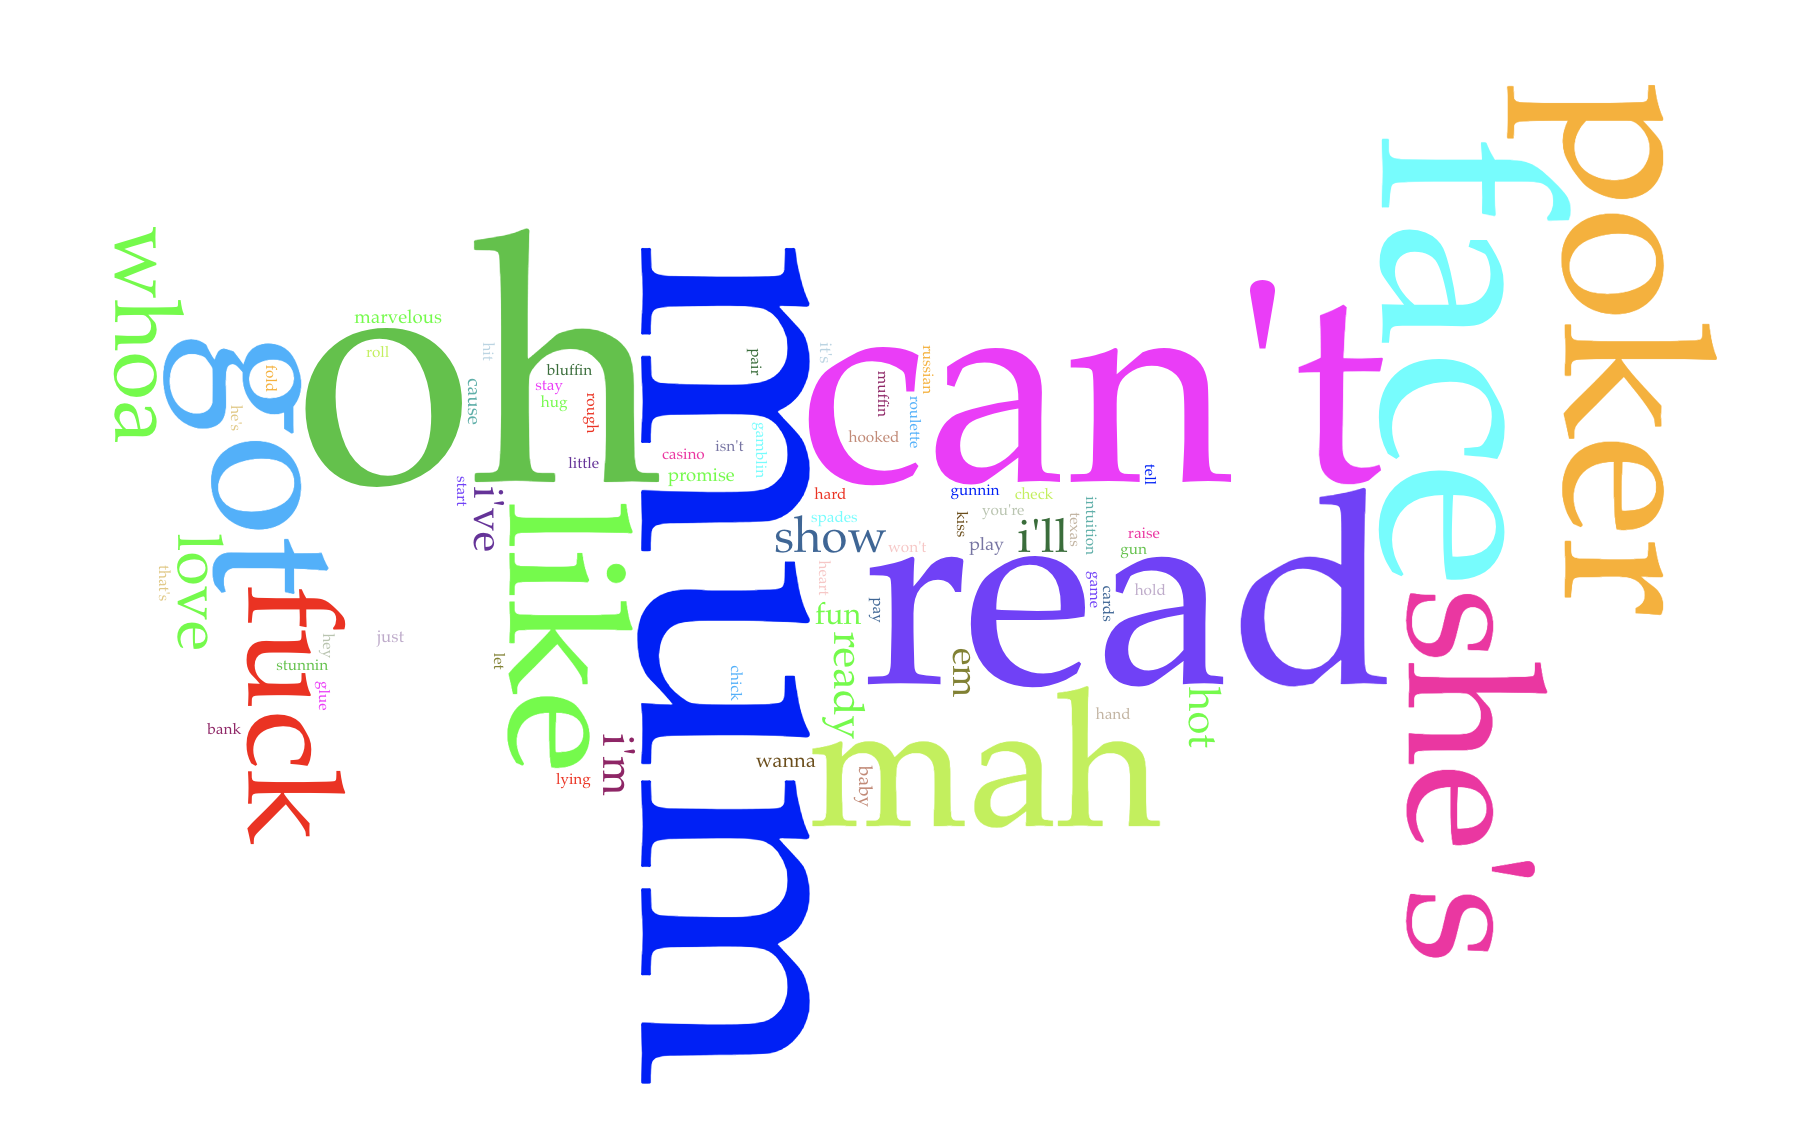 poker
face
she's
can't
read
mah
mum
oh
like
got
fuck
whoa
love
marvelous
roll
fold
he's
that's
hit
cause
bluffin
stay
hug
rough
little
pair
isn't
gamblin
casino
promise
it's
muffin
russian
roulette
hooked
start
i've
hard
spades
show
won't
heart
gunnin
check
you're
kiss
play
i'll
texas
intuition
tell
raise
gun
game
cards
hold
pay
fun
ready
em
hot
hand
just
hey
stunnin
glue
bank
let
i'm
lying
chick
wanna
baby